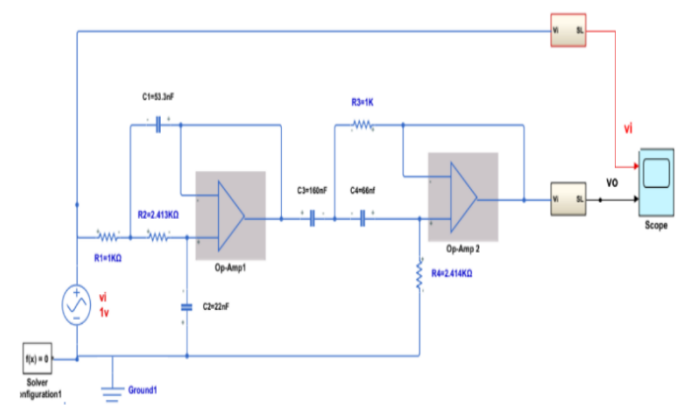 Vi SL
C1=53.3nF
R3=1K
vi
C3=160nF
C4=66nf
vo
Vi SL
R2=2.413KΩ
Scope
R1=1KΩ
Op-Amp1
Op-Amp 2
R4=2.414KΩ
vi
1v
C2=22nF
f(x) = 0
Solver
nfiguration1
Ground1